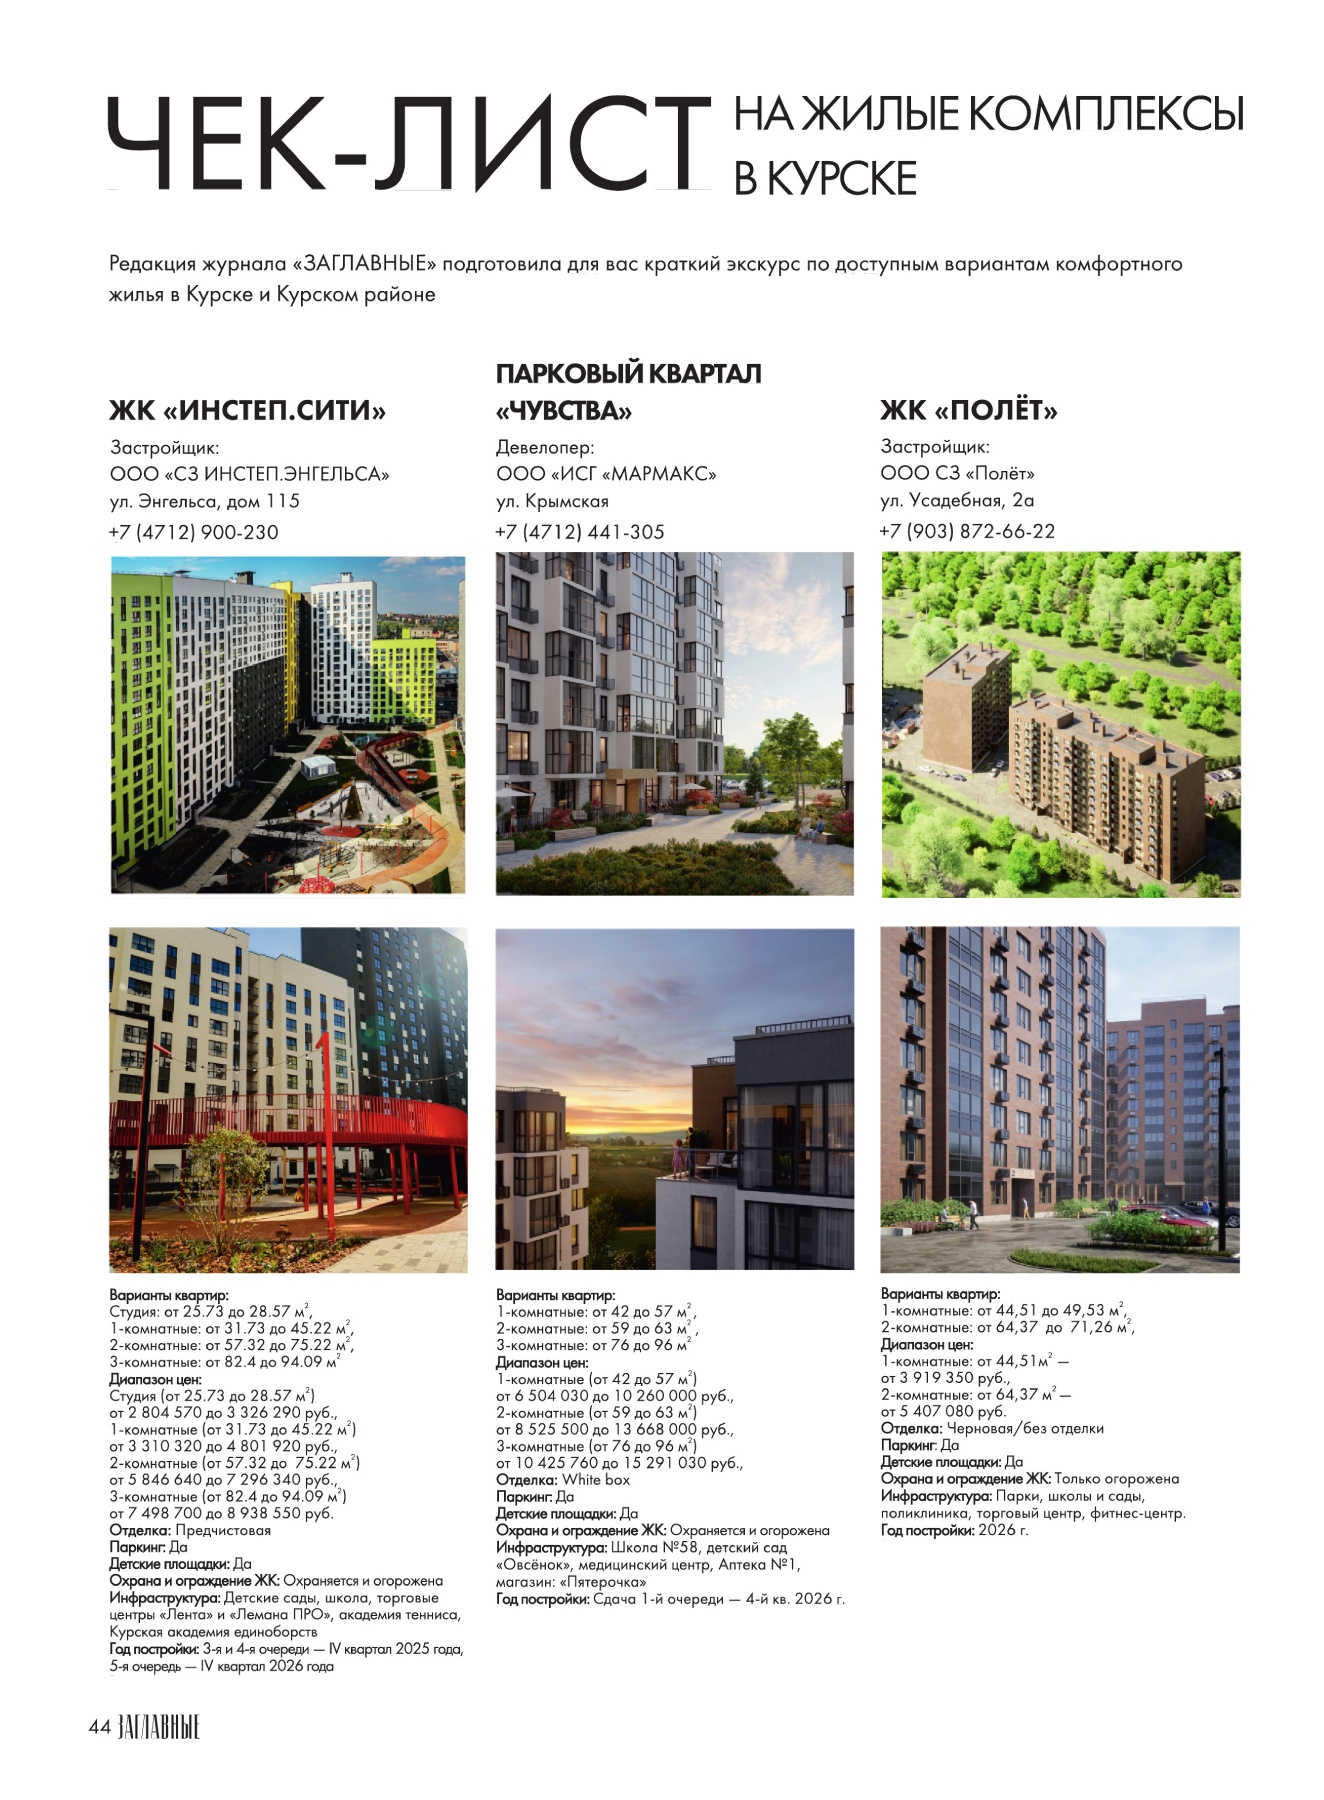 ЧЕК-ЛИСТ
НА ЖИЛЫЕ КОМПЛЕКСЫ
В КУРСКЕ
Редакция журнала «ЗАГЛАВНЫЕ» подготовила для вас краткий экскурс по доступным вариантам комфортного
жилья в Курске и Курском районе
ЖК «ИНСТЕП.СИТИ»
Застройщик:
ООО «СЗ ИНСТЕП.ЭНГЕЛЬСА»
ул. Энгельса, дом 115
+7 (4712) 900-230
Варианты квартир:
Студия: от 25.73 до 28.57 м²,
1-комнатные: от 31.73 до 45.22 м²,
2-комнатные: от 57.32 до 75.22 м²,
3-комнатные: от 82.4 до 94.09 м²
Диапазон цен:
Студия (от 25.73 до 28.57 м²)
от 2 804 570 до 3 326 290 руб.,
1-комнатные (от 31.73 до 45.22 м²)
от 3 310 320 до 4 801 920 руб.,
2-комнатные (от 57.32 до 75.22 м²)
от 5 846 640 до 7 296 340 руб.,
3-комнатные (от 82.4 до 94.09 м²)
от 7 498 700 до 8 938 550 руб.
Отделка: Предчистовая
Паркинг: Да
Детские площадки: Да
Охрана и ограждение ЖК: Охраняется и огорожена
Инфраструктура: Детские сады, школа, торговые
центры «Лента» и «Лемана ПРО», академия тенниса,
Курская академия единоборств
Год постройки: 3-я и 4-я очереди — IV квартал 2025 года,
5-я очередь — IV квартал 2026 года
ПАРКОВЫЙ КВАРТАЛ
«ЧУВСТВА»
Девелопер:
ООО «ИСГ «МАРМАКС»
ул. Крымская
+7 (4712) 441-305
Варианты квартир:
1-комнатные: от 42 до 57 м²,
2-комнатные: от 59 до 63 м²,
3-комнатные: от 76 до 96 м²
Диапазон цен:
1-комнатные (от 42 до 57 м²)
от 6 504 030 до 10 260 000 руб.,
2-комнатные (от 59 до 63 м²)
от 8 525 500 до 13 668 000 руб.,
3-комнатные (от 76 до 96 м²)
от 10 425 760 до 15 291 030 руб.,
Отделка: White box
Паркинг: Да
Детские площадки: Да
Охрана и ограждение ЖК: Охраняется и огорожена
Инфраструктура: Школа №58, детский сад
«Овсёнок», медицинский центр, Аптека №1,
магазин: «Пятерочка»
Год постройки: Сдача 1-й очереди — 4-й кв. 2026 г.
ЖК «ПОЛЁТ»
Застройщик:
ООО СЗ «Полёт»
ул. Усадебная, 2а
+7 (903) 872-66-22
Варианты квартир:
1-комнатные: от 44,51 до 49,53 м²,
2-комнатные: от 64,37 до 71,26 м²,
Диапазон цен:
1-комнатные: от 44,51м² —
от 3 919 350 руб.,
2-комнатные: от 64,37 м² —
от 5 407 080 руб.
Отделка: Черновая/без отделки
Паркинг: Да
Детские площадки: Да
Охрана и ограждение ЖК: Только огорожена
Инфраструктура: Парки, школы и сады,
поликлиника, торговый центр, фитнес-центр.
Год постройки: 2026 г.
44 ЗАГЛАВНЫЕ